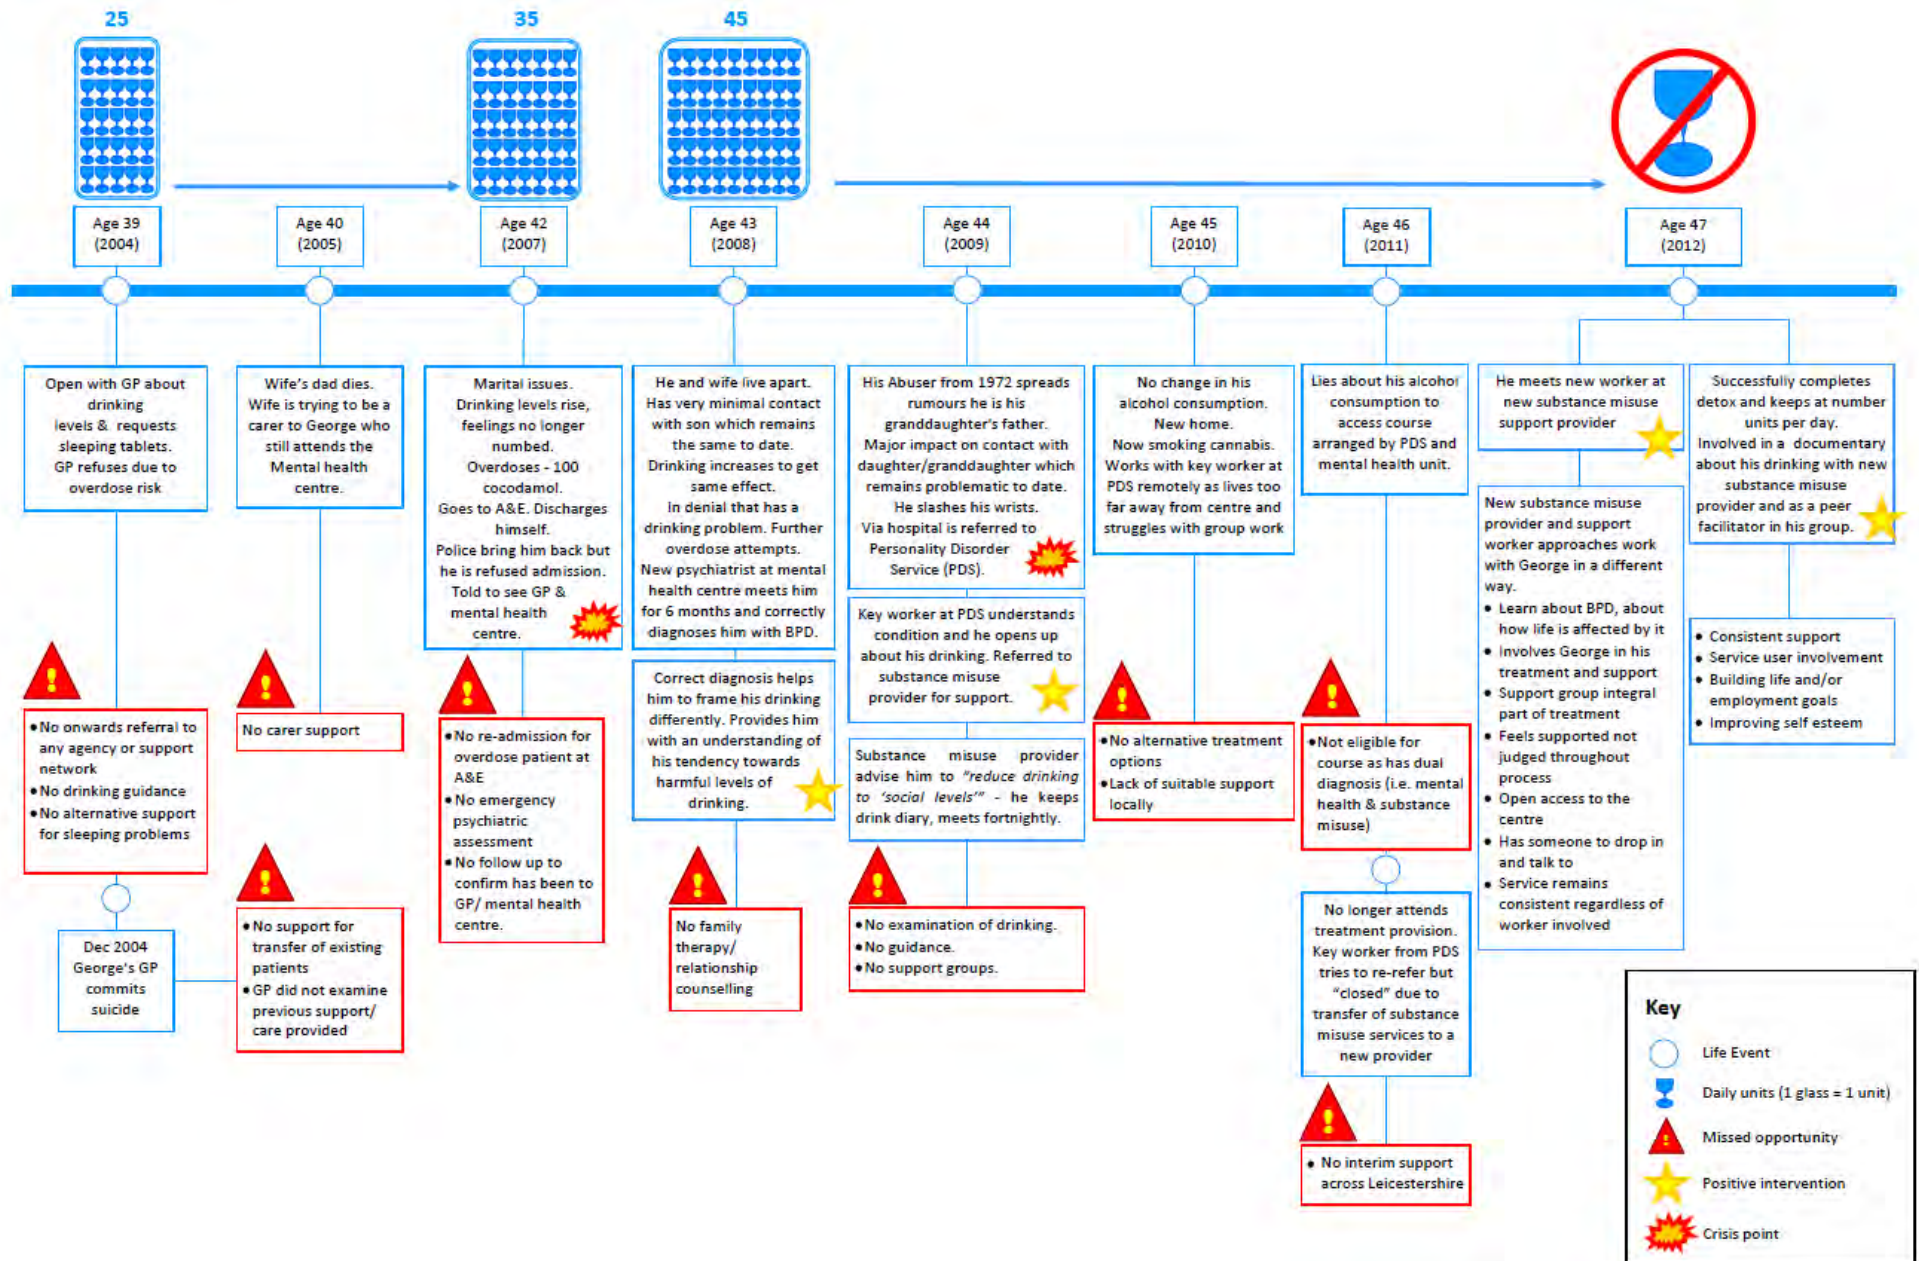 25
35
45
Age 39
(2004)
Age 40
(2005)
Age 42
(2007)
Age 43
(2008)
Age 44
(2009)
Age 45
(2010)
Age 46
(2011)
Age 47
(2012)
Open with GP about
drinking
levels & requests
sleeping tablets.
GP refuses due to
overdose risk
• No onwards referral to
any agency or support
network
• No drinking guidance
• No alternative support
for sleeping problems
Dec 2004
George's GP
commits
suicide
Wife's dad dies.
Wife is trying to be a
carer to George who
still attends the
Mental health
centre.
No carer support
• No support for
transfer of existing
patients
• GP did not examine
previous support/
care provided
Marital issues.
Drinking levels rise,
feelings no longer
numbed.
Overdoses - 100
cocodamol.
Goes to A&E. Discharges
himself.
Police bring him back but
he is refused admission.
Told to see GP &
mental health
centre.
• No re-admission for
overdose patient at
A&E
• No emergency
psychiatric
assessment
• No follow up to
confirm has been to
GP/ mental health
centre.
He and wife live apart.
Has very minimal contact
with son which remains
the same to date.
Drinking increases to get
same effect.
In denial that has a
drinking problem. Further
overdose attempts.
New psychiatrist at mental
health centre meets him
for 6 months and correctly
diagnoses him with BPD.
Correct diagnosis helps
him to frame his drinking
differently. Provides him
with an understanding of
his tendency towards
harmful levels of
drinking.
No family
therapy/
relationship
counselling
His Abuser from 1972 spreads
rumours he is his
granddaughter's father.
Major impact on contact with
daughter/granddaughter which
remains problematic to date.
He slashes his wrists.
Via hospital is referred to
Personality Disorder
Service (PDS).
Key worker at PDS understands
condition and he opens up
about his drinking. Referred to
substance misuse
provider for support.
Substance misuse provider
advise him to "reduce drinking
to 'social levels'" - he keeps
drink diary, meets fortnightly.
• No examination of drinking.
• No guidance.
• No support groups.
No change in his
alcohol consumption.
New home.
Now smoking cannabis.
Works with key worker at
PDS remotely as lives too
far away from centre and
struggles with group work
• No alternative treatment
options
• Lack of suitable support
locally
Lies about his alcohol
consumption to
access course
arranged by PDS and
mental health unit.
• Not eligible for
course as has dual
diagnosis (i.e. mental
health & substance
misuse)
No longer attends
treatment provision.
Key worker from PDS
tries to re-refer but
"closed" due to
transfer of substance
misuse services to a
new provider
• No interim support
across Leicestershire
He meets new worker at
new substance misuse
support provider
New substance misuse
provider and support
worker approaches work
with George in a different
way.
• Learn about BPD, about
how life is affected by it
• Involves George in his
treatment and support
• Support group integral
part of treatment
• Feels supported not
judged throughout
process
• Open access to the
centre
• Has someone to drop in
and talk to
• Service remains
consistent regardless of
worker involved
Successfully completes
detox and keeps at number
units per day.
Involved in a documentary
about his drinking with new
substance misuse
provider and as a peer
facilitator in his group.
• Consistent support
• Service user involvement
• Building life and/or
employment goals
• Improving self esteem
Key
Life Event
Daily units (1 glass = 1 unit)
Missed opportunity
Positive intervention
Crisis point